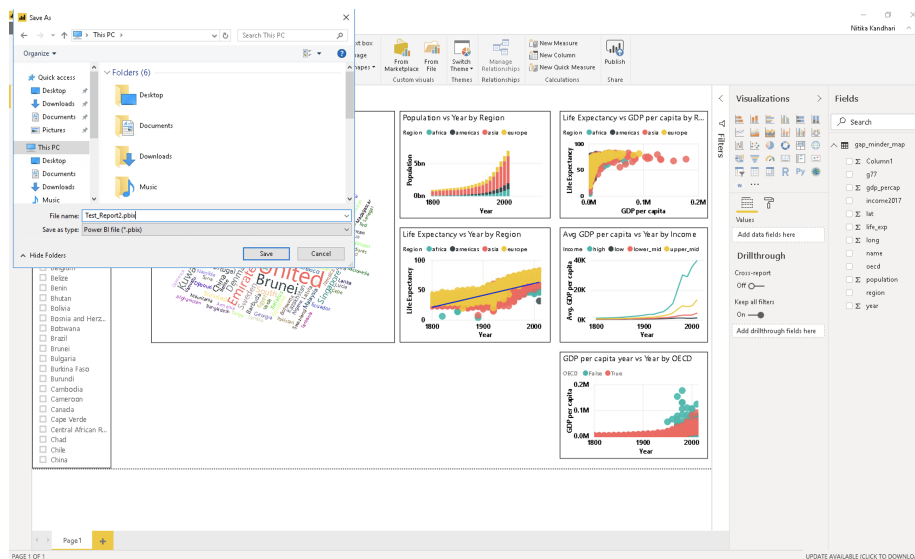 Save As
This PC
Search This PC
Organize
Quick access
Desktop
Downloads
Documents
Pictures
This PC
Desktop
Documents
Downloads
Music
Folders (6)
Desktop
Documents
Downloads
Music
File name: Test_Report2.pbix
Save as type: Power BI file (*.pbix)
Hide Folders
Save
Cancel
Nitika Kandhari
From Marketplace
From File
Custom visuals
Switch Theme
Themes
Manage Relationships
Relationships
New Measure
New Column
New Quick Measure
Calculations
Publish
Share
Belgium
Belize
Benin
Bhutan
Bolivia
Bosnia and Herz...
Botswana
Brazil
Brunei
Bulgaria
Burkina Faso
Burundi
Cambodia
Cameroon
Canada
Cape Verde
Central African R...
Chad
Chile
China
United
Emirates
Brunei
Population vs Year by Region
Region africa americas asia europe
Population
5bn
0bn
1800 1900 2000
Year
Life Expectancy vs GDP per capita by R...
Region africa americas asia europe
Life Expectancy
100
50
0
0.0M 0.1M 0.2M
GDP per capita
Life Expectancy vs Year by Region
Region africa americas asia europe
Life Expectancy
100
50
0
1800 1900 2000
Year
Avg GDP per capita vs Year by Income
Income high low lower_mid upper_mid
Avg. GDP per capita
40K
20K
0K
1800 1900 2000
Year
GDP per capita year vs Year by OECD
OECD False True
GDP per capita
0.2M
0.1M
0.0M
1800 1900 2000
Year
Filters
Visualizations
R Py
Values
Add data fields here
Drillthrough
Cross-report
Off
Keep all filters
On
Add drillthrough fields here
Fields
Search
gap_minder_map
Column1
g77
gdp_percap
income2017
lat
life_exp
long
name
oecd
population
region
year
Page1
PAGE 1 OF 1
UPDATE AVAILABLE (CLICK TO DOWNLO